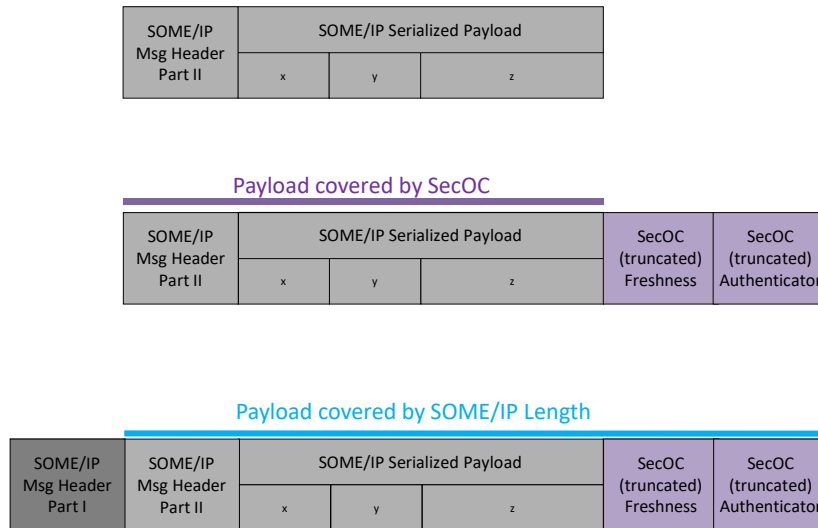 SOME/IP
Msg Header
Part II
SOME/IP Serialized Payload
x
y
z
Payload covered by SecOC
SOME/IP
Msg Header
Part II
SOME/IP Serialized Payload
x
y
z
SecOC
(truncated)
Freshness
SecOC
(truncated)
Authenticator
Payload covered by SOME/IP Length
SOME/IP
Msg Header
Part I
SOME/IP
Msg Header
Part II
SOME/IP Serialized Payload
x
y
z
SecOC
(truncated)
Freshness
SecOC
(truncated)
Authenticator